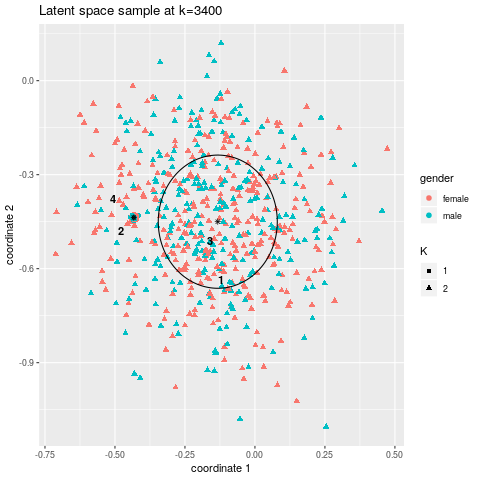 Latent space sample at k=3400
0.0
-0.3
-0.6
-0.9
coordinate 2
4
2
3
1
-0.75
-0.50
-0.25
0.00
0.25
0.50
coordinate 1
gender
female
male
K
1
2